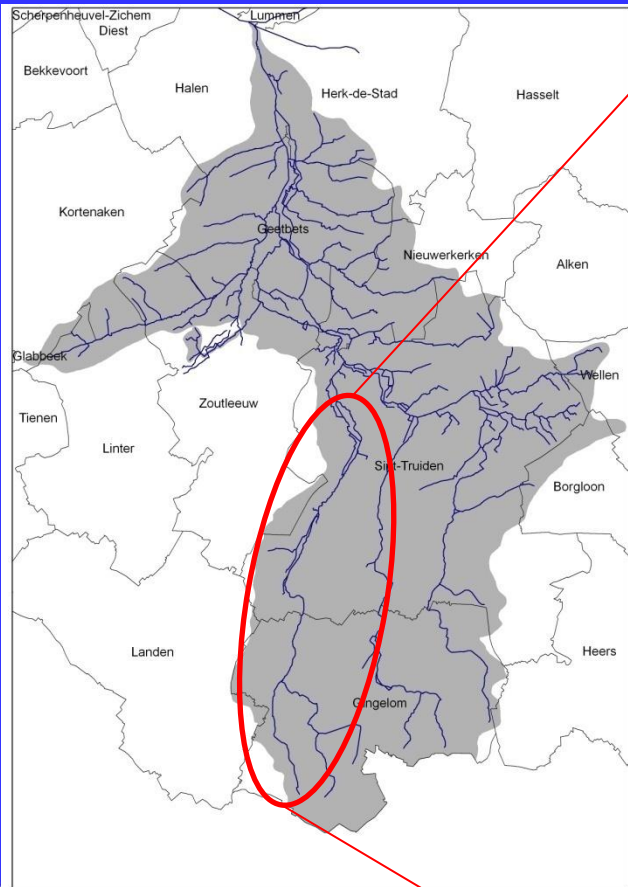 Scherpenheuvel-Zichem
Lummen
Diest
Bekkevoort
Halen
Herk-de-Stad
Hasselt
Kortenaken
Geetbets
Nieuwerkerken
Alken
Glabbeek
Wellen
Tienen
Zoutleeuw
Linter
Sint-Truiden
Borgloon
Landen
Heers
Gingelom